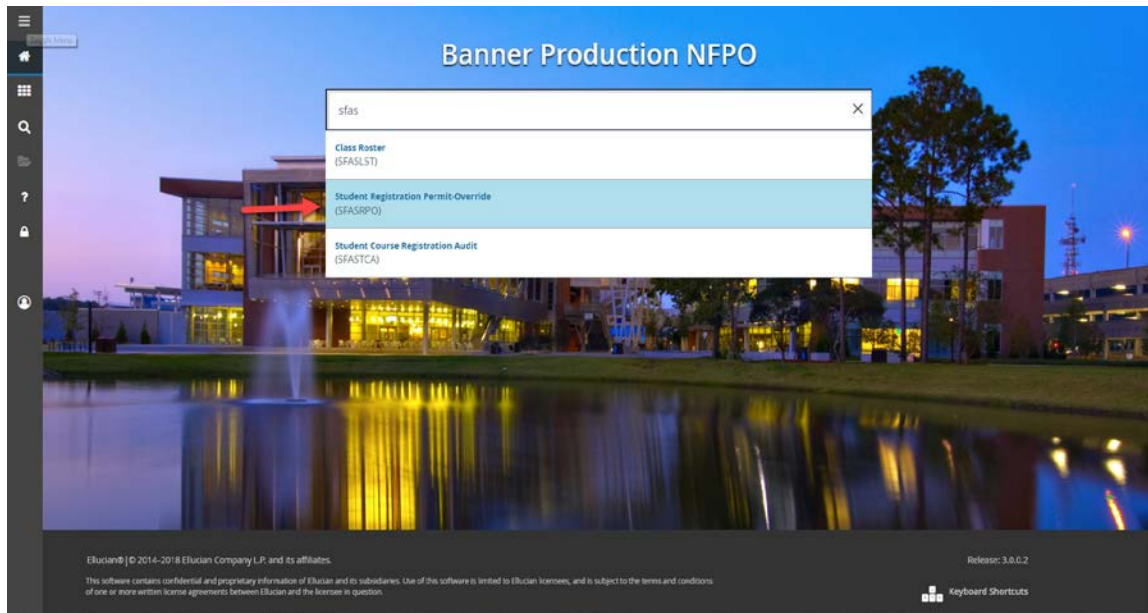 Toggle Menu
Banner Production NFPO
sfas
Class Roster
(SFASLST)
Student Registration Permit-Override
(SFASRPO)
Student Course Registration Audit
(SFASTCA)
Ellucian® | © 2014-2018 Ellucian Company L.P. and its affiliates.
This software contains confidential and proprietary information of Ellucian and its subsidiaries. Use of this software is limited to Ellucian licensees, and is subject to the terms and conditions
of one or more written license agreements between Ellucian and the licensee in question.
Release: 3.0.0.2
Keyboard Shortcuts